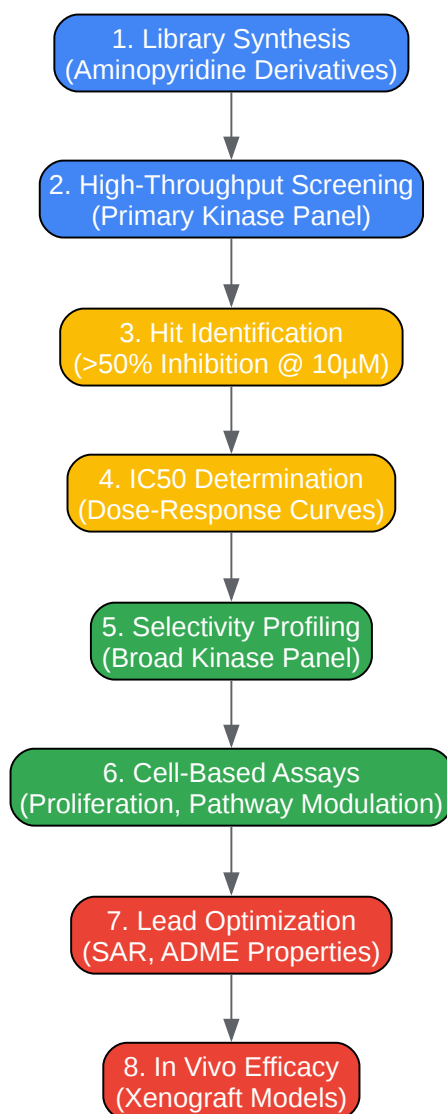 1. Library Synthesis
(Aminopyridine Derivatives)
2. High-Throughput Screening
(Primary Kinase Panel)
3. Hit Identification
(>50% Inhibition @ 10µM)
4. IC50 Determination
(Dose-Response Curves)
5. Selectivity Profiling
(Broad Kinase Panel)
6. Cell-Based Assays
(Proliferation, Pathway Modulation)
7. Lead Optimization
(SAR, ADME Properties)
8. In Vivo Efficacy
(Xenograft Models)